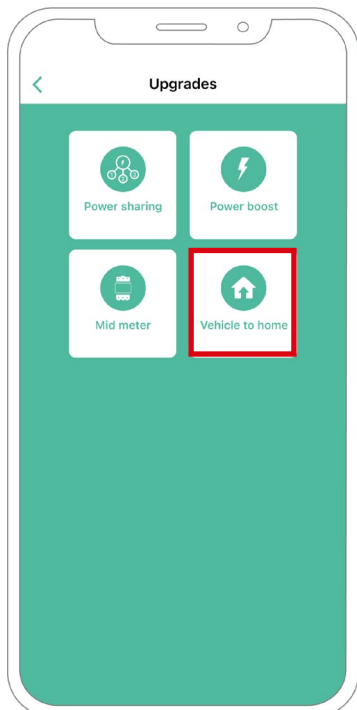 Upgrades
Power sharing
Power boost
Mid meter
Vehicle to home